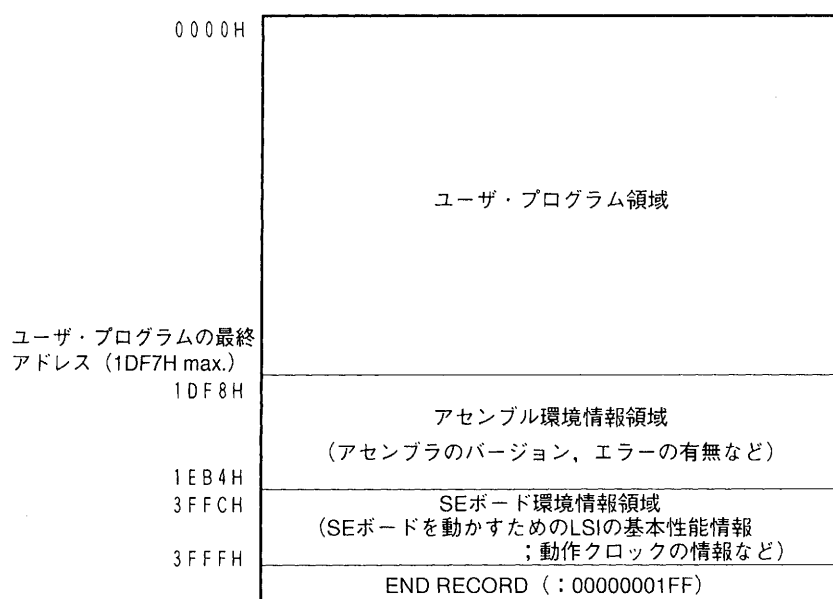 0000H
ユーザ・プログラム領域
ユーザ・プログラムの最終
アドレス（1DF7H max.）
1DF8H
アセンブル環境情報領域
（アセンブラのバージョン，エラーの有無など）
1EB4H
3FFCH
SEボード環境情報領域
（SEボードを動かすためのLSIの基本性能情報
；動作クロックの情報など）
3FFFH
END RECORD（：00000001FF）